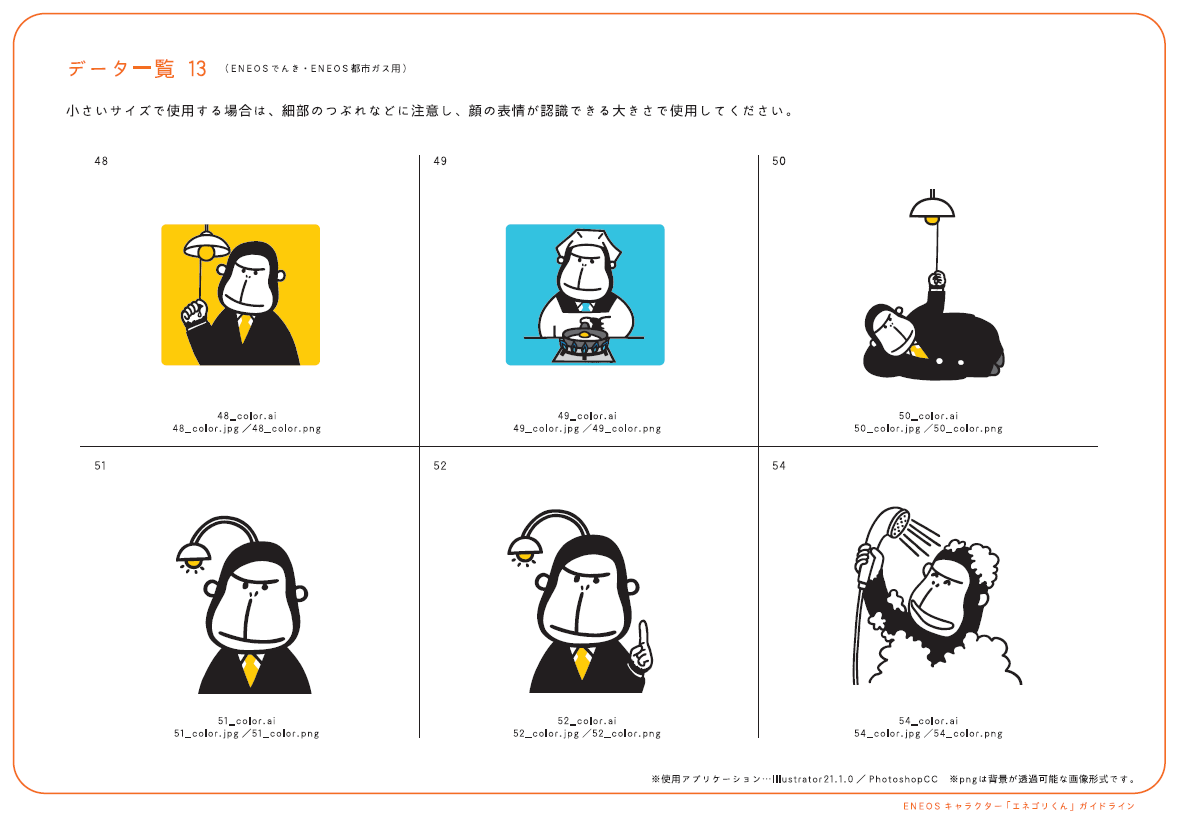 データ一覧 13 （ENEOSでんき・ENEOS都市ガス用）
小さいサイズで使用する場合は、細部のつぶれなどに注意し、顔の表情が認識できる大きさで使用してください。
48
49
50
48_color.ai
48_color.jpg／48_color.png
49_color.ai
49_color.jpg／49_color.png
50_color.ai
50_color.jpg／50_color.png
51
52
54
51_color.ai
51_color.jpg／51_color.png
52_color.ai
52_color.jpg／52_color.png
54_color.ai
54_color.jpg／54_color.png
※使用アプリケーション…Illustrator21.1.0／PhotoshopCC ※pngは背景が透過可能な画像形式です。
ENEOSキャラクター「エネゴリくん」ガイドライン